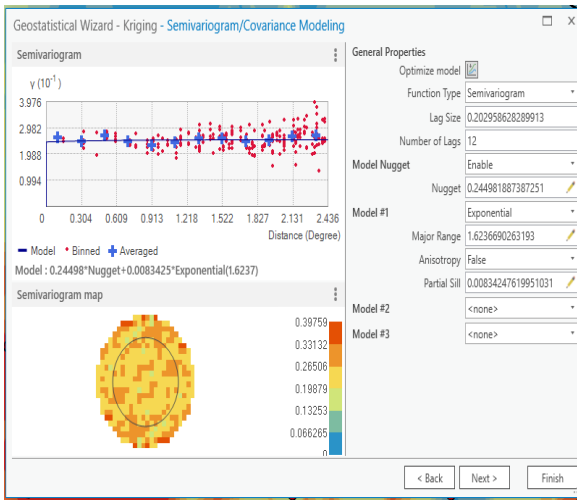 Geostatistical Wizard - Kriging - Semivariogram/Covariance Modeling
Semivariogram
γ (10⁻¹)
3.976
2.982
1.988
0.994
0 0.304 0.609 0.913 1.218 1.522 1.827 2.131 2.436
Distance (Degree)
Model Binned Averaged
Model : 0.24498*Nugget+0.0083425*Exponential(1.6237)
Semivariogram map
0.39759
0.33132
0.26506
0.19879
0.13253
0.066265
0
General Properties
Optimize model
Function Type Semivariogram
Lag Size 0.202958628289913
Number of Lags 12
Model Nugget Enable
Nugget 0.244981887387251
Model #1 Exponential
Major Range 1.6236690263193
Anisotropy False
Partial Sill 0.00834247619951031
Model #2 <none>
Model #3 <none>
< Back Next > Finish